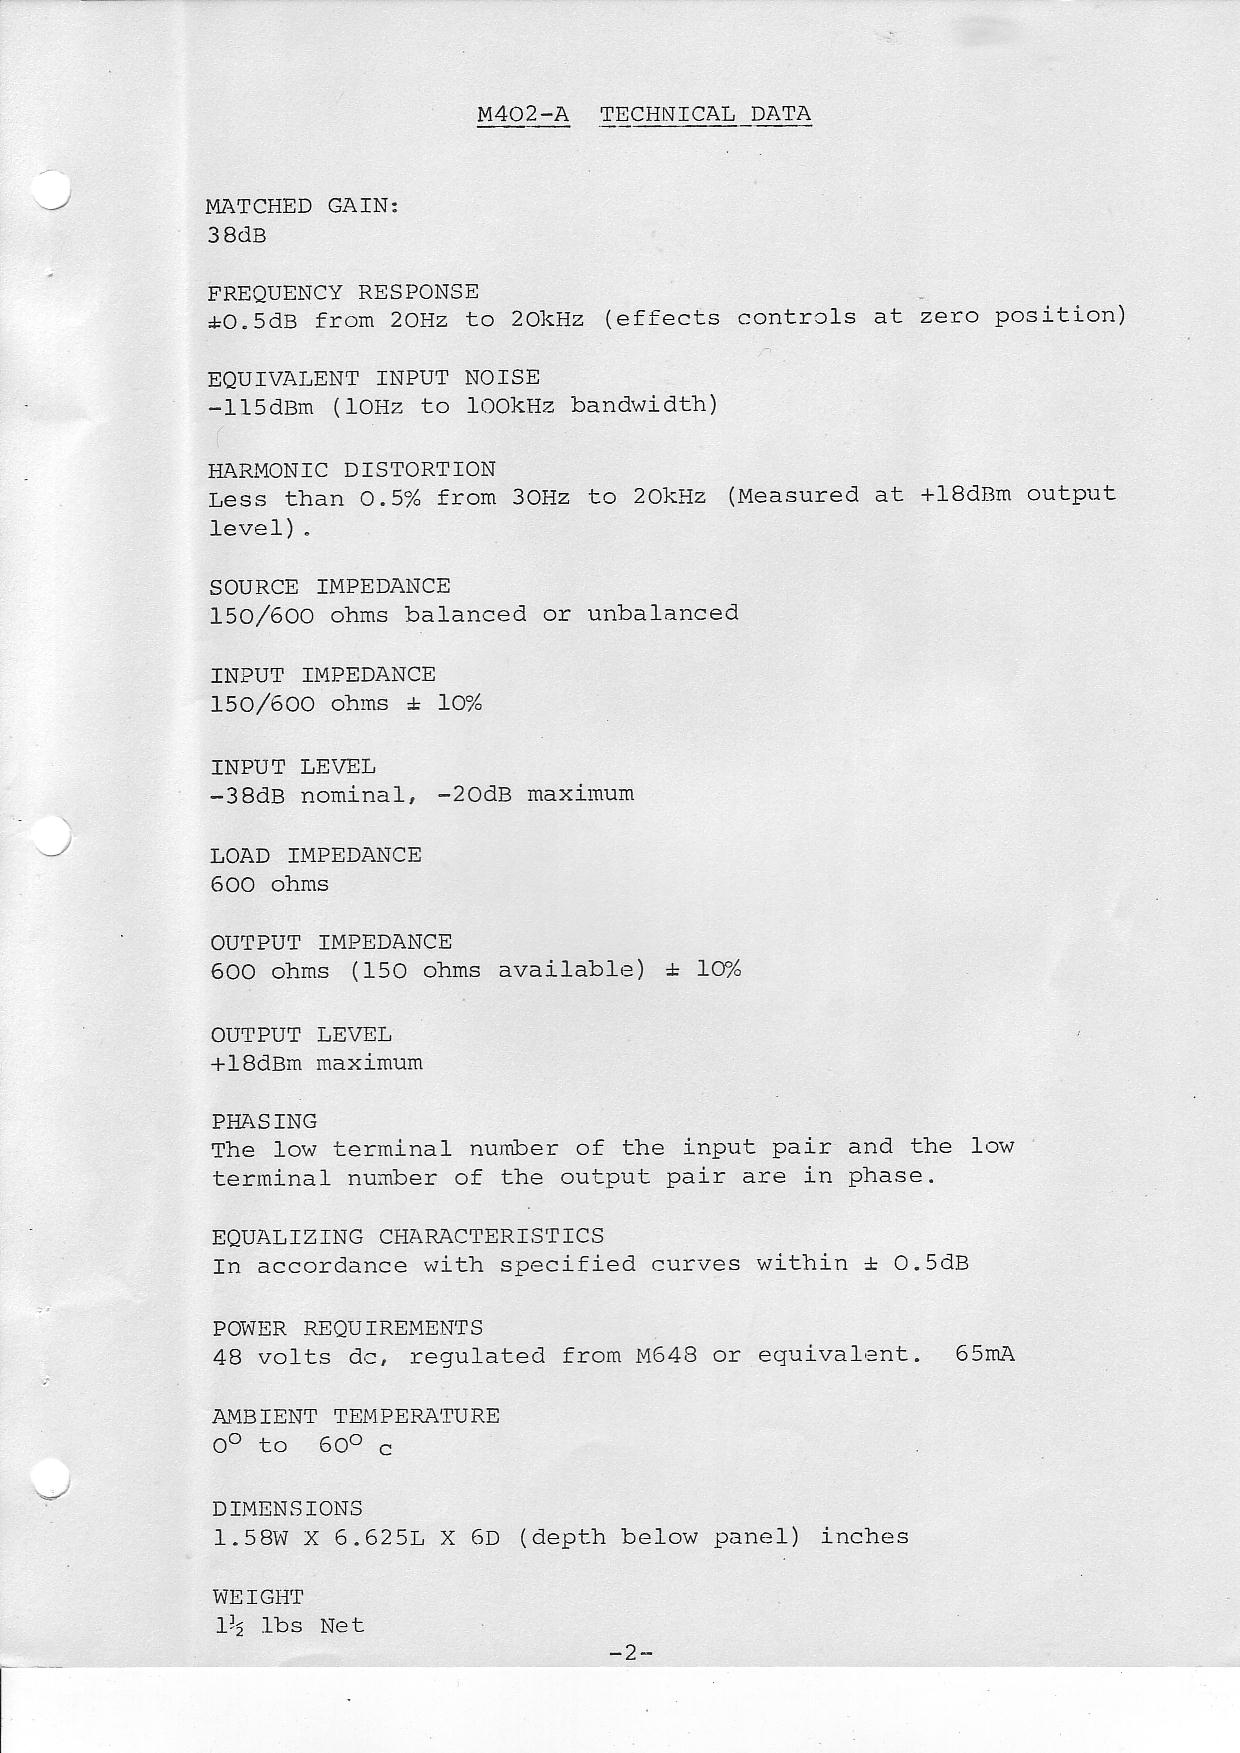 M402-A TECHNICAL DATA
MATCHED GAIN:
38dB
FREQUENCY RESPONSE
±0.5dB from 20Hz to 20kHz (effects controls at zero position)
EQUIVALENT INPUT NOISE
-115dBm (10Hz to 100kHz bandwidth)
HARMONIC DISTORTION
Less than 0.5% from 30Hz to 20kHz (Measured at +18dBm output
level).
SOURCE IMPEDANCE
150/600 ohms balanced or unbalanced
INPUT IMPEDANCE
150/600 ohms ± 10%
INPUT LEVEL
-38dB nominal, -20dB maximum
LOAD IMPEDANCE
600 ohms
OUTPUT IMPEDANCE
600 ohms (150 ohms available) ± 10%
OUTPUT LEVEL
+18dBm maximum
PHASING
The low terminal number of the input pair and the low
terminal number of the output pair are in phase.
EQUALIZING CHARACTERISTICS
In accordance with specified curves within ± 0.5dB
POWER REQUIREMENTS
48 volts dc, regulated from M648 or equivalent. 65mA
AMBIENT TEMPERATURE
0° to 60° c
DIMENSIONS
1.58W X 6.625L X 6D (depth below panel) inches
WEIGHT
1½ lbs Net
-2-